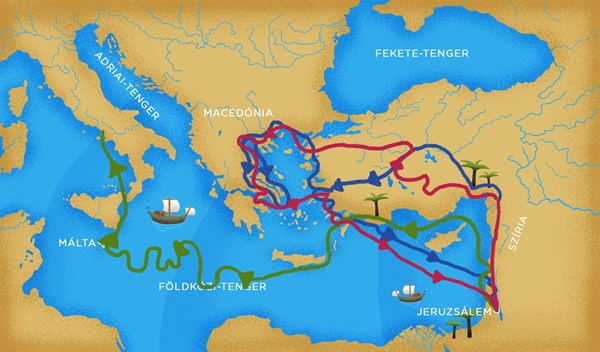 FEKETE-TENGER
ADRIAI-TENGER
MACEDÓNIA
SZÍRIA
MÁLTA
FÖLDKÖZI-TENGER
JERUZSÁLEM